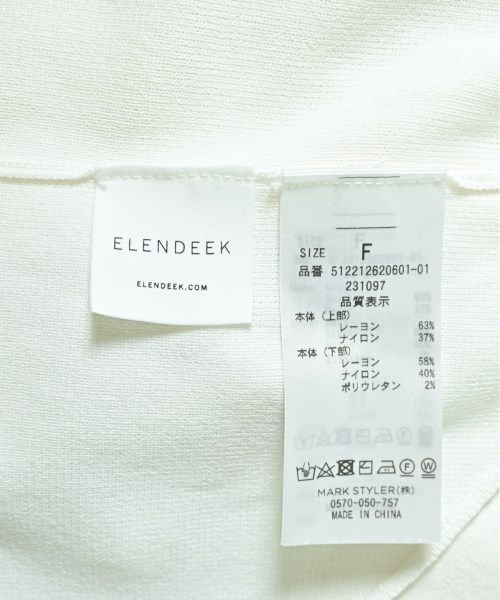 ELENDEEK
ELENDEEK.COM
SIZE F
品番 512212620601-01
231097
品質表示
本体（上部）
レーヨン 63%
ナイロン 37%
本体（下部）
レーヨン 58%
ナイロン 40%
ポリウレタン 2%
MARK STYLER(株)
0570-050-757
MADE IN CHINA